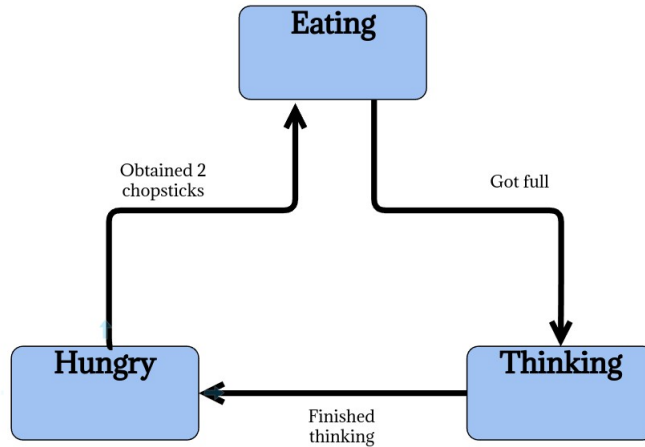 Eating
Obtained 2
chopsticks
Got full
Hungry
Thinking
Finished
thinking